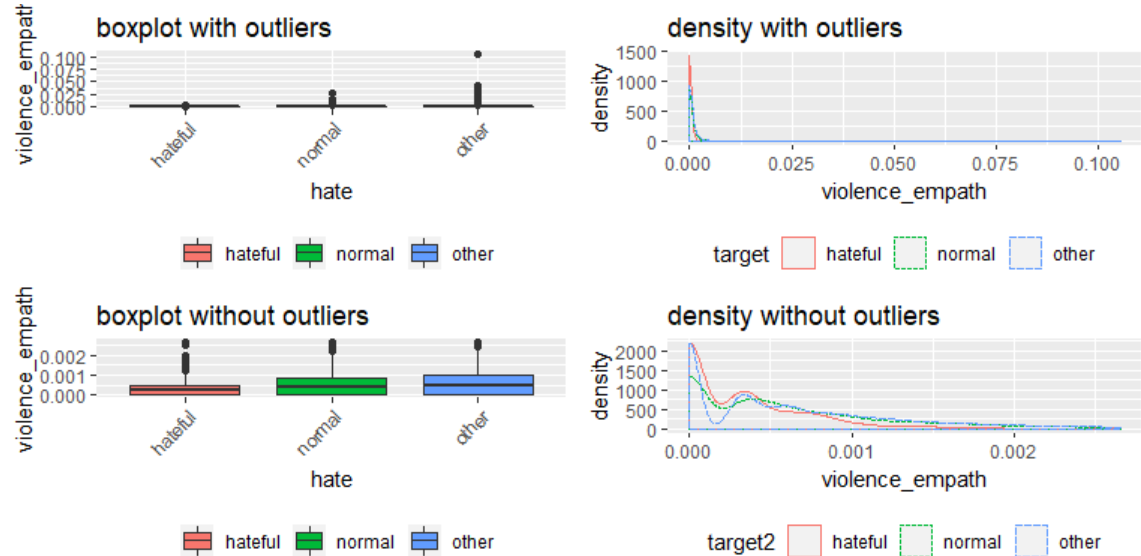 boxplot with outliers
violence_empath
0.100
0.075
0.050
0.025
0.000
hateful
normal
other
hate
hateful normal other
density with outliers
density
1500
1000
500
0
0.000 0.025 0.050 0.075 0.100
violence_empath
target hateful normal other
boxplot without outliers
violence_empath
0.002
0.001
0.000
hateful
normal
other
hate
hateful normal other
density without outliers
density
2000
1500
1000
500
0
0.000 0.001 0.002
violence_empath
target2 hateful normal other